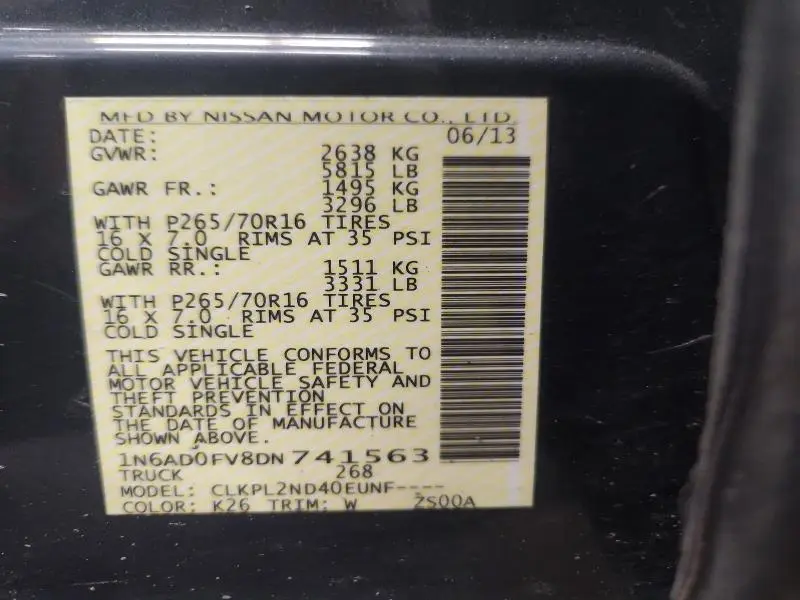 MFD BY NISSAN MOTOR CO., LTD
DATE: 06/13
GVWR: 2638 KG
5815 LB
GAWR FR.: 1495 KG
3296 LB
WITH P265/70R16 TIRES
16 X 7.0 RIMS AT 35 PSI
COLD SINGLE
GAWR RR.: 1511 KG
3331 LB
WITH P265/70R16 TIRES
16 X 7.0 RIMS AT 35 PSI
COLD SINGLE
THIS VEHICLE CONFORMS TO
ALL APPLICABLE FEDERAL
MOTOR VEHICLE SAFETY AND
THEFT PREVENTION
STANDARDS IN EFFECT ON
THE DATE OF MANUFACTURE
SHOWN ABOVE.
1N6AD0FV8DN741563
TRUCK 268
MODEL: CLKPL2ND40EUNF----
COLOR: K26 TRIM: W ZS00A